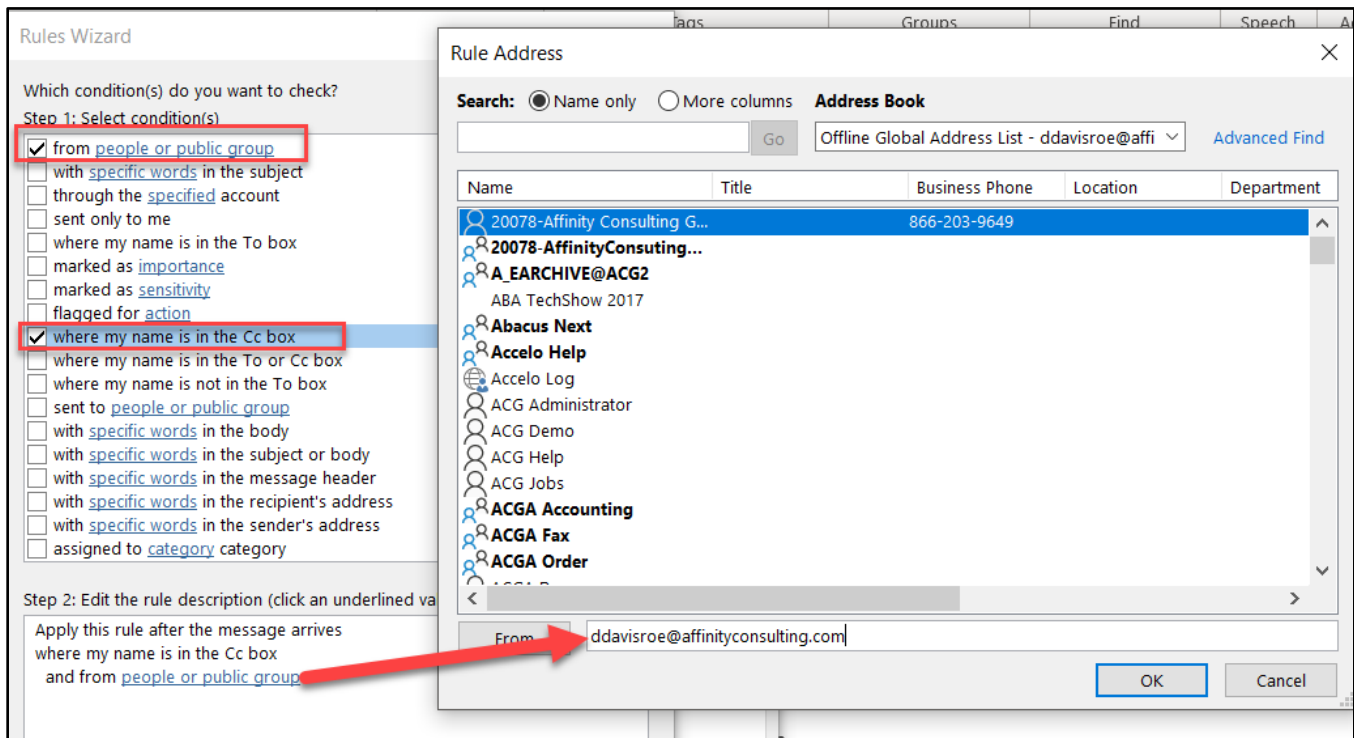 Tags Groups Find Speech
Rules Wizard
Which condition(s) do you want to check?
Step 1: Select condition(s)
from people or public group
with specific words in the subject
through the specified account
sent only to me
where my name is in the To box
marked as importance
marked as sensitivity
flagged for action
where my name is in the Cc box
where my name is in the To or Cc box
where my name is not in the To box
sent to people or public group
with specific words in the body
with specific words in the subject or body
with specific words in the message header
with specific words in the recipient's address
with specific words in the sender's address
assigned to category category
Step 2: Edit the rule description (click an underlined va
Apply this rule after the message arrives
where my name is in the Cc box
and from people or public group
Rule Address
Search: Name only More columns Address Book
Go Offline Global Address List - ddavisroe@affi Advanced Find
Name Title Business Phone Location Department
20078-Affinity Consulting G... 866-203-9649
20078-AffinityConsuting...
A_EARCHIVE@ACG2
ABA TechShow 2017
Abacus Next
Accelo Help
Accelo Log
ACG Administrator
ACG Demo
ACG Help
ACG Jobs
ACGA Accounting
ACGA Fax
ACGA Order
From ddavisroe@affinityconsulting.com
OK Cancel